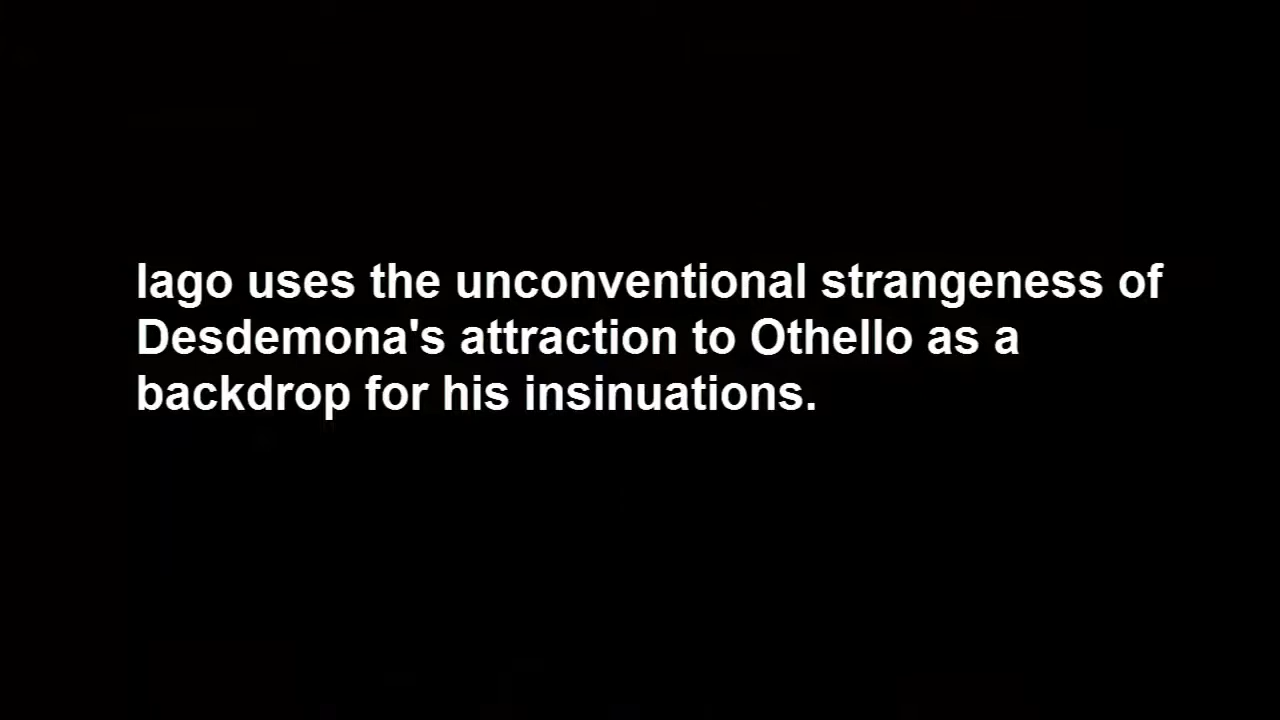 Iago uses the unconventional strangeness of
Desdemona's attraction to Othello as a
backdrop for his insinuations.